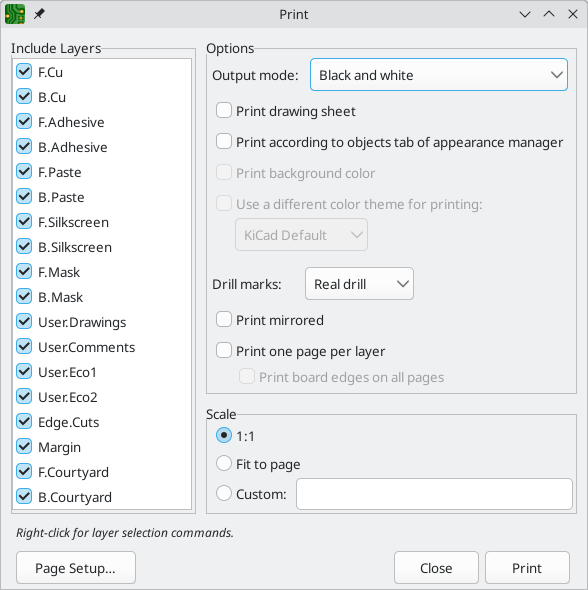 Print
Include Layers
F.Cu
B.Cu
F.Adhesive
B.Adhesive
F.Paste
B.Paste
F.Silkscreen
B.Silkscreen
F.Mask
B.Mask
User.Drawings
User.Comments
User.Eco1
User.Eco2
Edge.Cuts
Margin
F.Courtyard
B.Courtyard
Options
Output mode: Black and white
Print drawing sheet
Print according to objects tab of appearance manager
Print background color
Use a different color theme for printing:
KiCad Default
Drill marks: Real drill
Print mirrored
Print one page per layer
Print board edges on all pages
Scale
1:1
Fit to page
Custom:
Right-click for layer selection commands.
Page Setup... Close Print